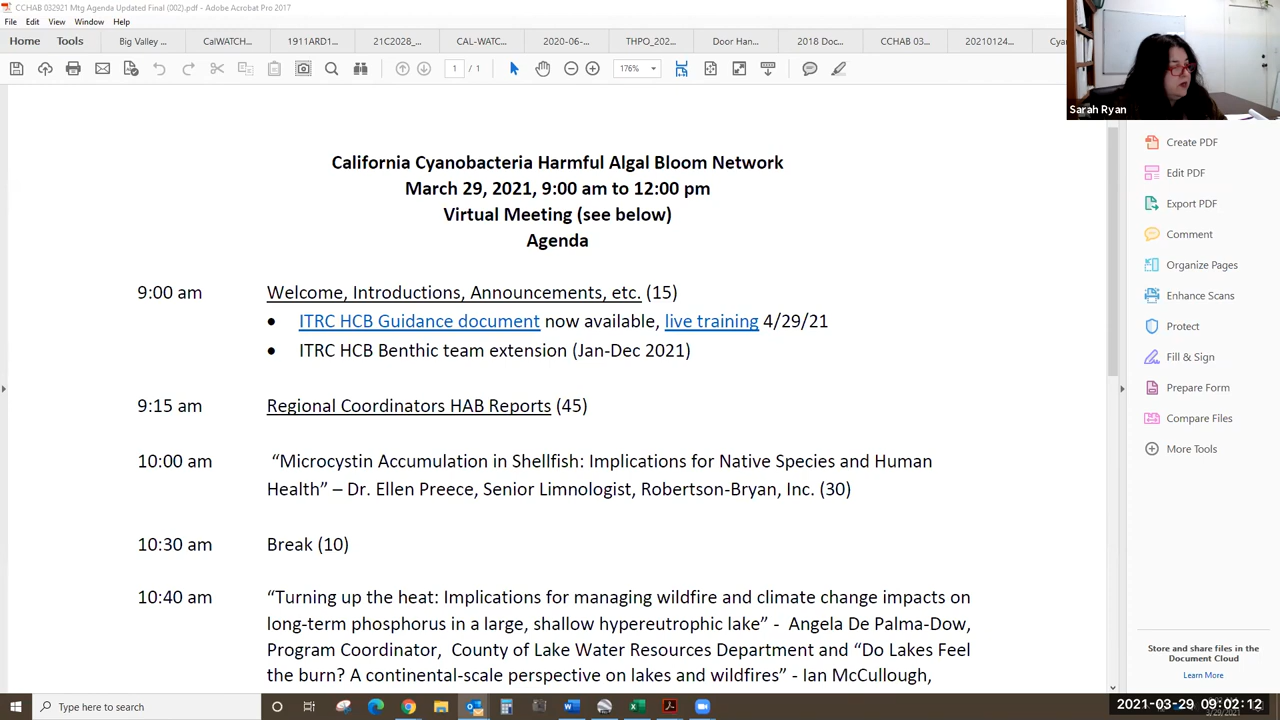 CCHAB 032921 Mtg Agenda Updated Final (002).pdf - Adobe Acrobat Pro 2017
File Edit View Window Help
Home Tools Big Valley ... CalWATCH... 1911ARD1... P-2028_... CAL-WATC... 2020-06-... THPO_202... Door Han... 2018 Doc... CCHAB 03... 20210124... Cyan
1 / 1 176%
Sarah Ryan
California Cyanobacteria Harmful Algal Bloom Network
March 29, 2021, 9:00 am to 12:00 pm
Virtual Meeting (see below)
Agenda
9:00 am Welcome, Introductions, Announcements, etc. (15)
• ITRC HCB Guidance document now available, live training 4/29/21
• ITRC HCB Benthic team extension (Jan-Dec 2021)
9:15 am Regional Coordinators HAB Reports (45)
10:00 am “Microcystin Accumulation in Shellfish: Implications for Native Species and Human
Health” – Dr. Ellen Preece, Senior Limnologist, Robertson-Bryan, Inc. (30)
10:30 am Break (10)
10:40 am “Turning up the heat: Implications for managing wildfire and climate change impacts on
long-term phosphorus in a large, shallow hypereutrophic lake” - Angela De Palma-Dow,
Program Coordinator, County of Lake Water Resources Department and “Do Lakes Feel
the burn? A continental-scale perspective on lakes and wildfires” - Ian McCullough,
Create PDF
Edit PDF
Export PDF
Comment
Organize Pages
Enhance Scans
Protect
Fill & Sign
Prepare Form
Compare Files
More Tools
Store and share files in the
Document Cloud
Learn More
Type here to search
2021-03-29 09:02:12